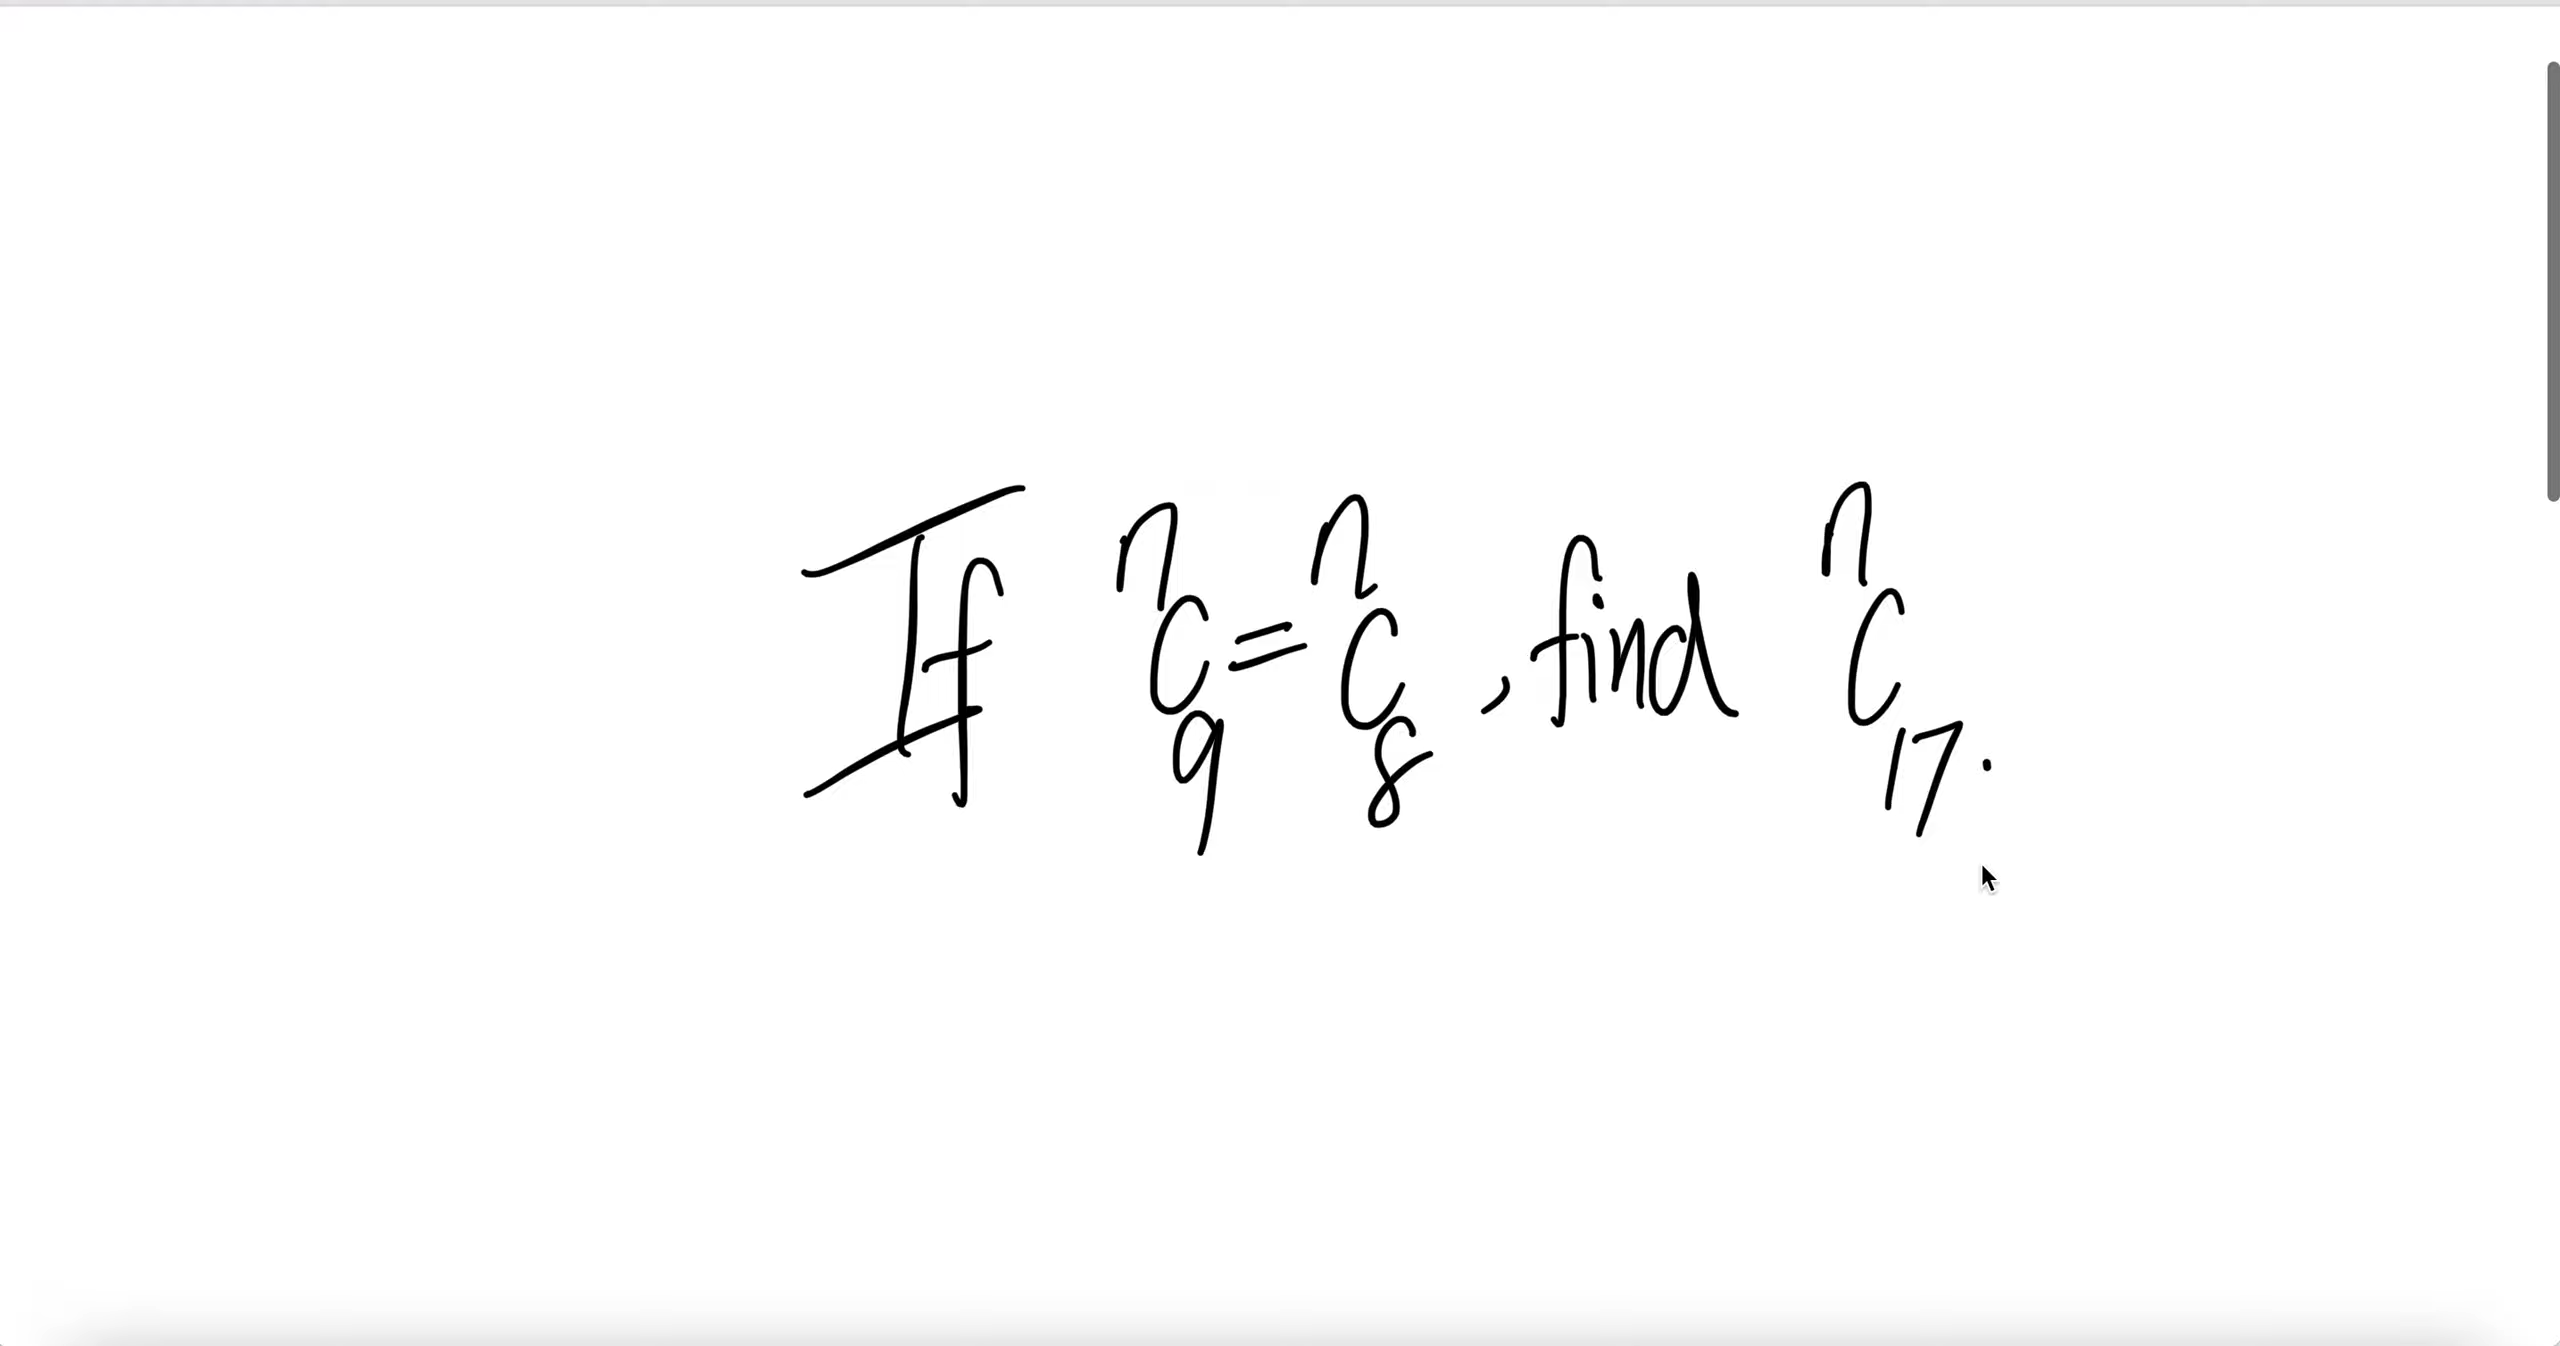 If ⁿC₉ = ⁿC₈ , find ⁿC₁₇.